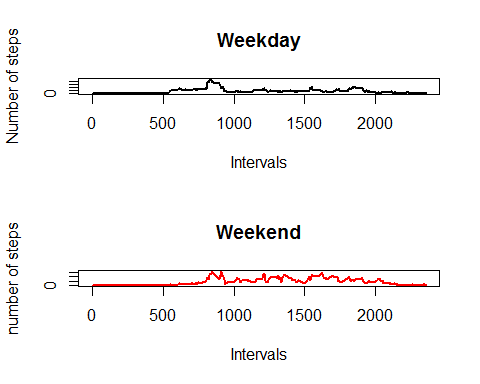 Weekday
Number of steps
0
0 500 1000 1500 2000
Intervals
Weekend
number of steps
0
0 500 1000 1500 2000
Intervals